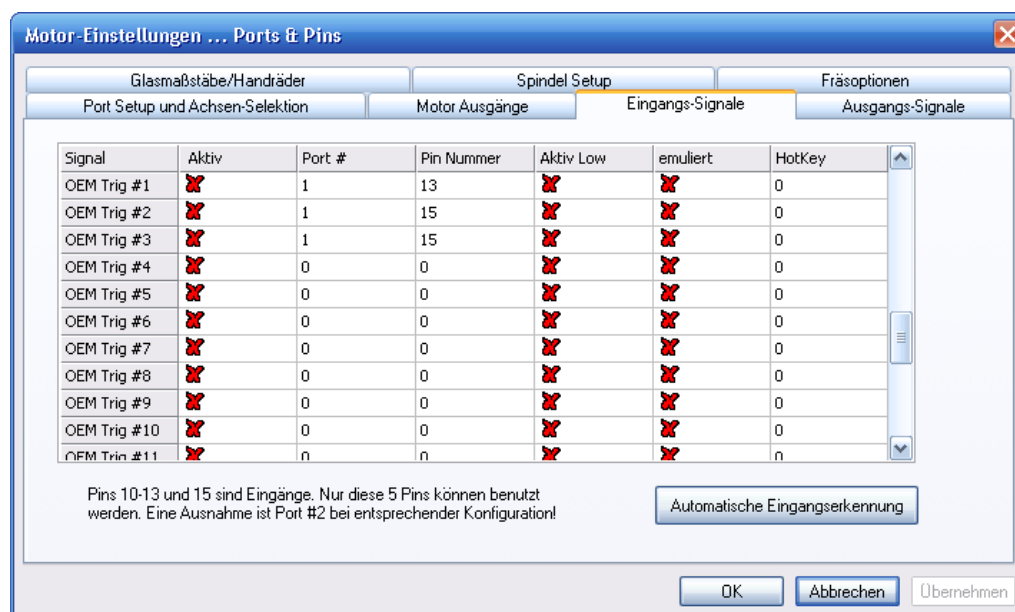 Motor-Einstellungen ... Ports & Pins
Glasmaßstäbe/Handräder Spindel Setup Fräsoptionen
Port Setup und Achsen-Selektion Motor Ausgänge Eingangs-Signale Ausgangs-Signale
Signal Aktiv Port # Pin Nummer Aktiv Low emuliert HotKey
OEM Trig #1 1 13 0
OEM Trig #2 1 15 0
OEM Trig #3 1 15 0
OEM Trig #4 0 0 0
OEM Trig #5 0 0 0
OEM Trig #6 0 0 0
OEM Trig #7 0 0 0
OEM Trig #8 0 0 0
OEM Trig #9 0 0 0
OEM Trig #10 0 0 0
OEM Trig #11 0 0 0
Pins 10-13 und 15 sind Eingänge. Nur diese 5 Pins können benutzt
werden. Eine Ausnahme ist Port #2 bei entsprechender Konfiguration!
Automatische Eingangserkennung
OK Abbrechen Übernehmen